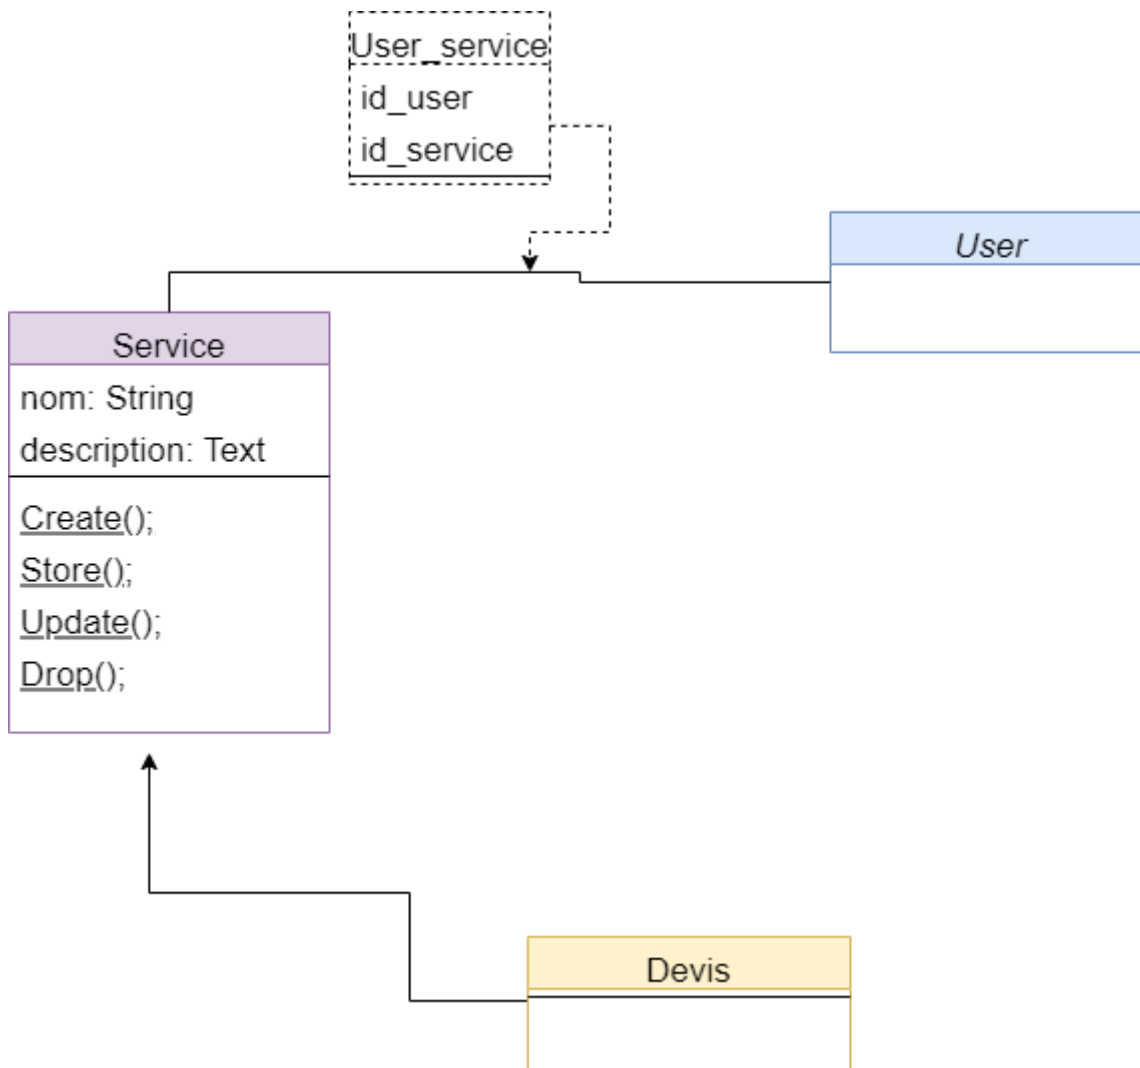 User_service
id_user
id_service
User
Service
nom: String
description: Text
Create();
Store();
Update();
Drop();
Devis